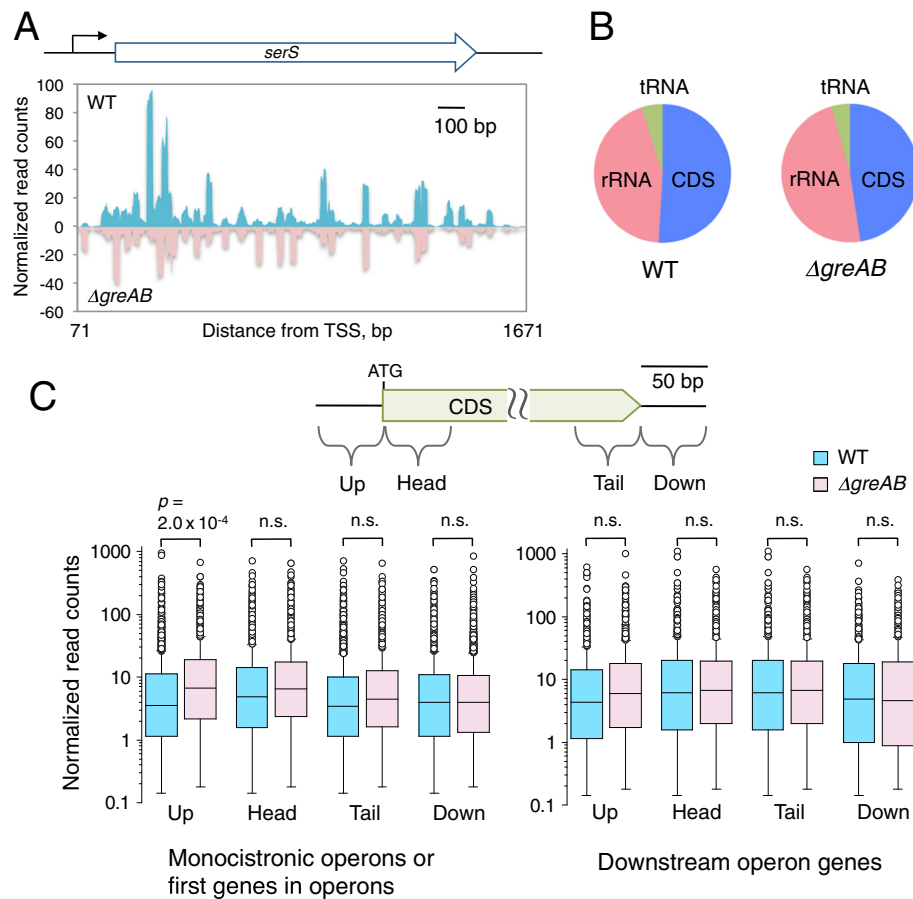 A
serS
100
80
60
40
20
0
-20
-40
-60
Normalized read counts
WT
100 bp
ΔgreAB
71
Distance from TSS, bp
1671
B
tRNA
rRNA
CDS
WT
tRNA
rRNA
CDS
ΔgreAB
C
ATG
50 bp
CDS
Up
Head
Tail
Down
WT
ΔgreAB
p =
2.0 x 10⁻⁴
n.s.
n.s.
n.s.
1000
100
10
1
0.1
Normalized read counts
Up
Head
Tail
Down
Monocistronic operons or
first genes in operons
n.s.
n.s.
n.s.
n.s.
1000
100
10
1
0.1
Up
Head
Tail
Down
Downstream operon genes